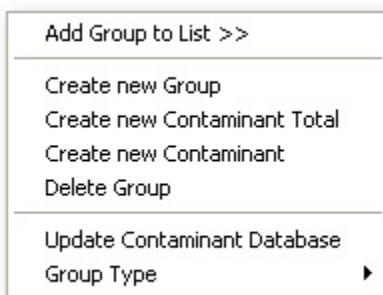 Add Group to List >>
Create new Group
Create new Contaminant Total
Create new Contaminant
Delete Group
Update Contaminant Database
Group Type